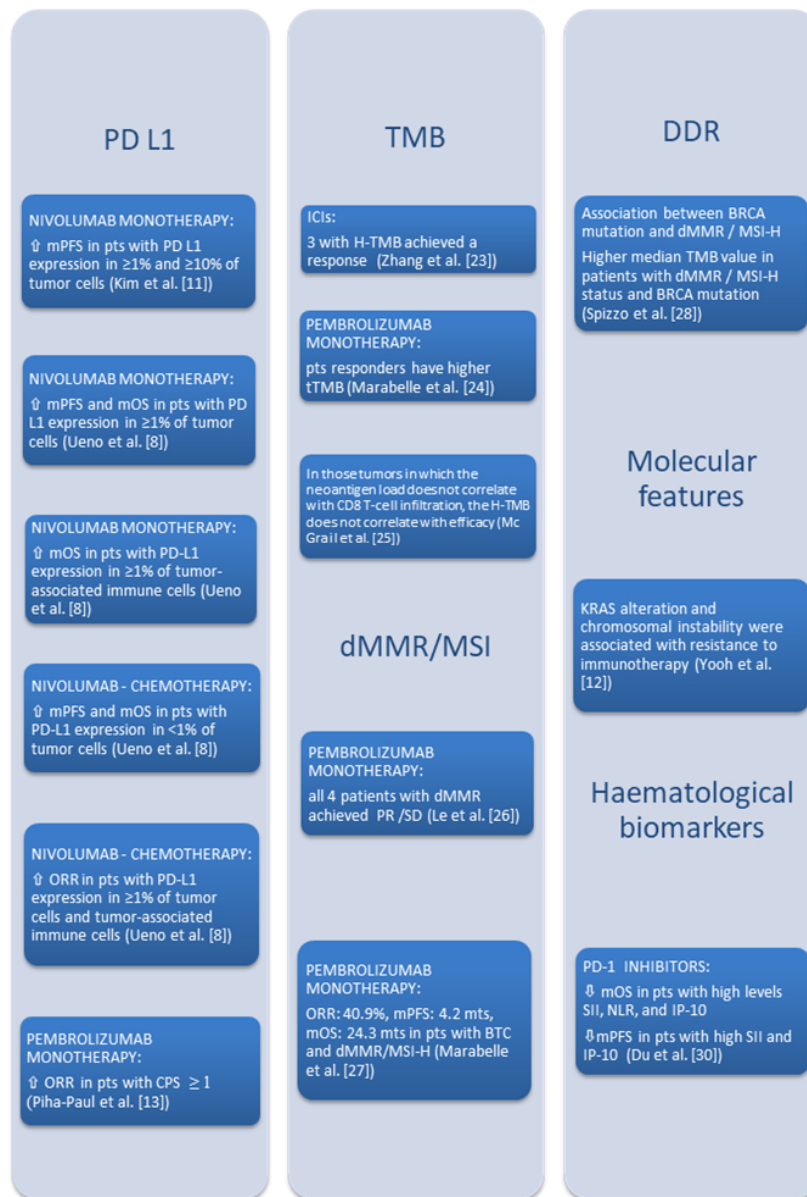 PD L1
NIVOLUMAB MONOTHERAPY:
⇧ mPFS in pts with PD L1
expression in ≥1% and ≥10% of
tumor cells (Kim et al. [11])
NIVOLUMAB MONOTHERAPY:
⇧ mPFS and mOS in pts with PD
L1 expression in ≥1% of tumor
cells (Ueno et al. [8])
NIVOLUMAB MONOTHERAPY:
⇧ mOS in pts with PD-L1
expression in ≥1% of tumor-
associated immune cells (Ueno
et al. [8])
NIVOLUMAB - CHEMOTHERAPY:
⇧ mPFS and mOS in pts with
PD-L1 expression in <1% of
tumor cells (Ueno et al. [8])
NIVOLUMAB - CHEMOTHERAPY:
⇧ ORR in pts with PD-L1
expression in ≥1% of tumor
cells and tumor-associated
immune cells (Ueno et al. [8])
PEMBROLIZUMAB
MONOTHERAPY:
⇧ ORR in pts with CPS ≥ 1
(Piha-Paul et al. [13])
TMB
ICIs:
3 with H-TMB achieved a
response (Zhang et al. [23])
PEMBROLIZUMAB
MONOTHERAPY:
pts responders have higher
tTMB (Marabelle et al. [24])
In those tumors in which the
neoantigen load does not correlate
with CD8 T-cell infiltration, the H-TMB
does not correlate with efficacy (Mc
Grail et al. [25])
dMMR/MSI
PEMBROLIZUMAB
MONOTHERAPY:
all 4 patients with dMMR
achieved PR /SD (Le et al. [26])
PEMBROLIZUMAB
MONOTHERAPY:
ORR: 40.9%, mPFS: 4.2 mts,
mOS: 24.3 mts in pts with BTC
and dMMR/MSI-H (Marabelle
et al. [27])
DDR
Association between BRCA
mutation and dMMR / MSI-H
Higher median TMB value in
patients with dMMR / MSI-H
status and BRCA mutation
(Spizzo et al. [28])
Molecular
features
KRAS alteration and
chromosomal instability were
associated with resistance to
immunotherapy (Yooh et al.
[12])
Haematological
biomarkers
PD-1 INHIBITORS:
⇩ mOS in pts with high levels
SII, NLR, and IP-10
⇩mPFS in pts with high SII and
IP-10 (Du et al. [30])